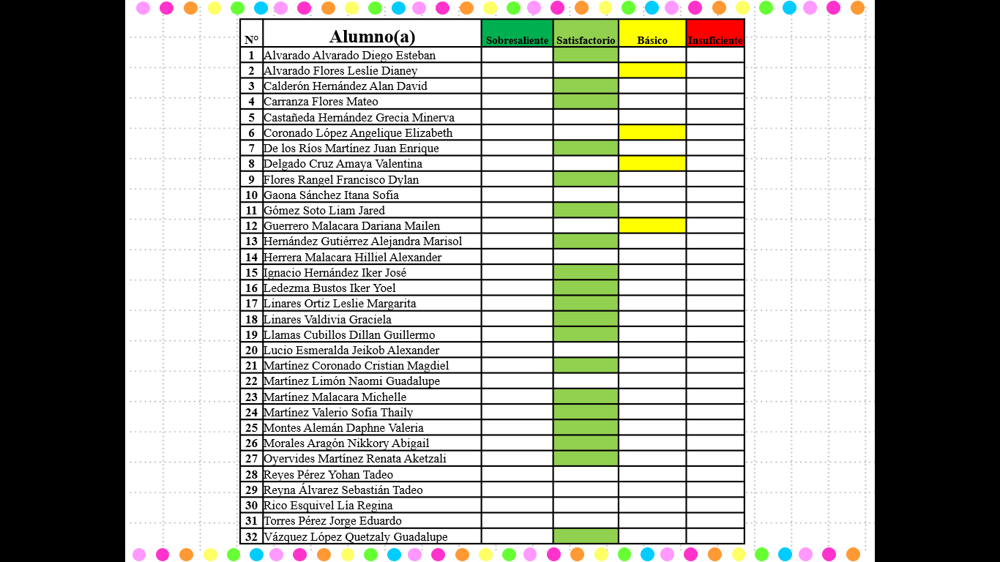 N° Alumno(a) Sobresaliente Satisfactorio Básico Insuficiente
1 Alvarado Alvarado Diego Esteban
2 Alvarado Flores Leslie Dianey
3 Calderón Hernández Alan David
4 Carranza Flores Mateo
5 Castañeda Hernández Grecia Minerva
6 Coronado López Angelique Elizabeth
7 De los Ríos Martínez Juan Enrique
8 Delgado Cruz Amaya Valentina
9 Flores Rangel Francisco Dylan
10 Gaona Sánchez Itana Sofia
11 Gómez Soto Liam Jared
12 Guerrero Malacara Dariana Mailen
13 Hernández Gutiérrez Alejandra Marisol
14 Herrera Malacara Hilliel Alexander
15 Ignacio Hernández Iker José
16 Ledezma Bustos Iker Yoel
17 Linares Ortiz Leslie Margarita
18 Linares Valdivia Graciela
19 Llamas Cubillos Dillan Guillermo
20 Lucio Esmeralda Jeikob Alexander
21 Martínez Coronado Cristian Magdiel
22 Martínez Limón Naomi Guadalupe
23 Martínez Malacara Michelle
24 Martínez Valerio Sofía Thaily
25 Montes Alemán Daphne Valeria
26 Morales Aragón Nikkory Abigail
27 Oyervides Martínez Renata Aketzali
28 Reyes Pérez Yohan Tadeo
29 Reyna Álvarez Sebastián Tadeo
30 Rico Esquivel Lía Regina
31 Torres Pérez Jorge Eduardo
32 Vázquez López Quetzaly Guadalupe